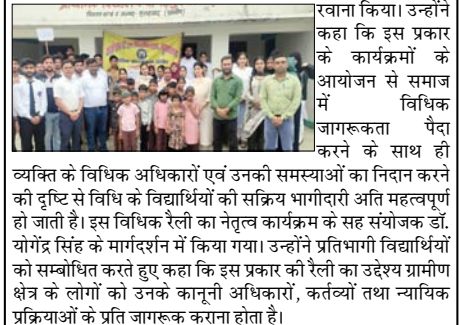 रवाना किया। उन्होंने
कहा कि इस प्रकार
के कार्यक्रमों के
आयोजन से समाज
में विधिक
जागरूकता पैदा
करने के साथ ही
व्यक्ति के विधिक अधिकारों एवं उनकी समस्याओं का निदान करने
की दृष्टि से विधि के विद्यार्थियों की सक्रिय भागीदारी अति महत्वपूर्ण
हो जाती है। इस विधिक रैली का नेतृत्व कार्यक्रम के सह संयोजक डॉ.
योगेंद्र सिंह के मार्गदर्शन में किया गया। उन्होंने प्रतिभागी विद्यार्थियों
को सम्बोधित करते हुए कहा कि इस प्रकार की रैली का उद्देश्य ग्रामीण
क्षेत्र के लोगों को उनके कानूनी अधिकारों, कर्तव्यों तथा न्यायिक
प्रक्रियाओं के प्रति जागरूक कराना होता है।